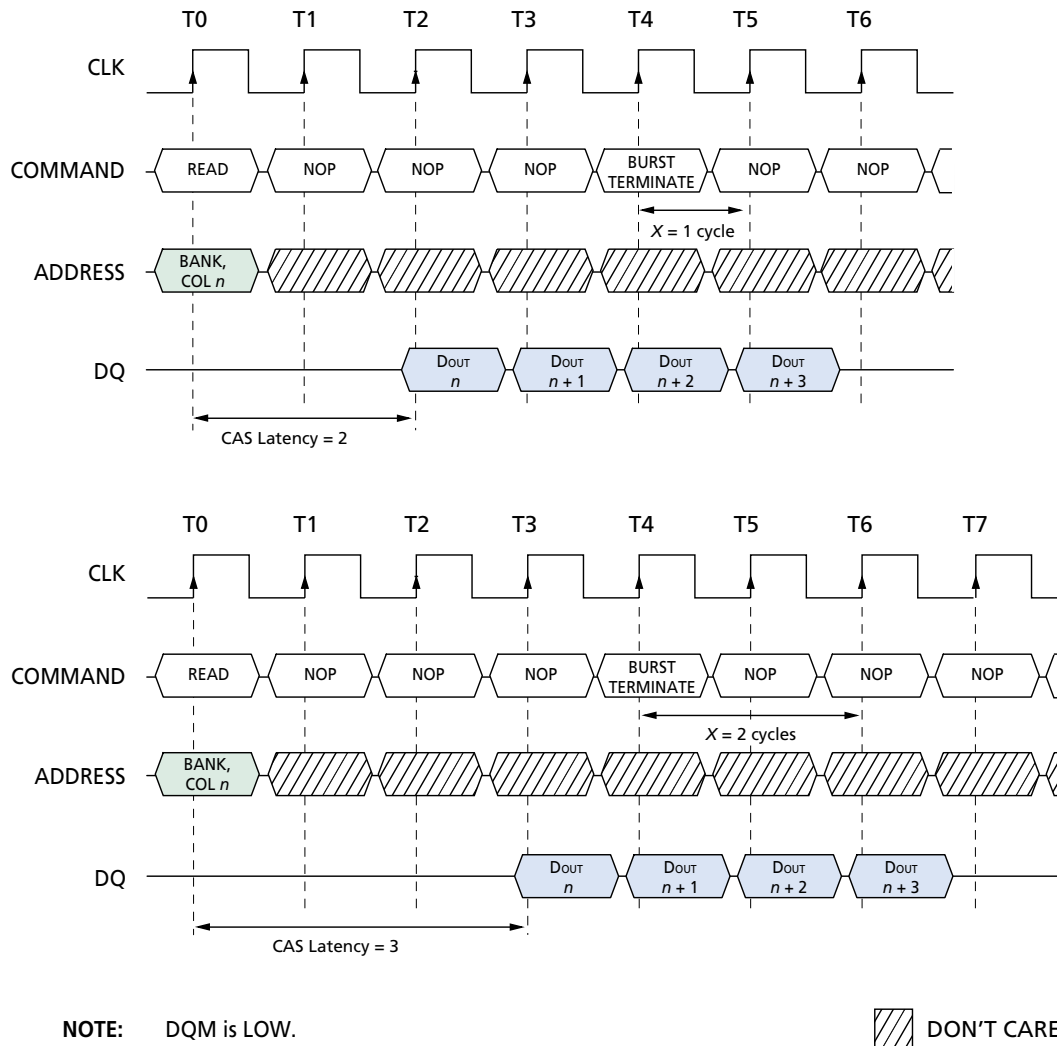 T0 T1 T2 T3 T4 T5 T6
CLK
COMMAND READ NOP NOP NOP BURST TERMINATE NOP NOP
X = 1 cycle
ADDRESS BANK, COL n
DQ DOUT n DOUT n + 1 DOUT n + 2 DOUT n + 3
CAS Latency = 2
T0 T1 T2 T3 T4 T5 T6 T7
CLK
COMMAND READ NOP NOP NOP BURST TERMINATE NOP NOP NOP
X = 2 cycles
ADDRESS BANK, COL n
DQ DOUT n DOUT n + 1 DOUT n + 2 DOUT n + 3
CAS Latency = 3
NOTE: DQM is LOW. DON'T CARE